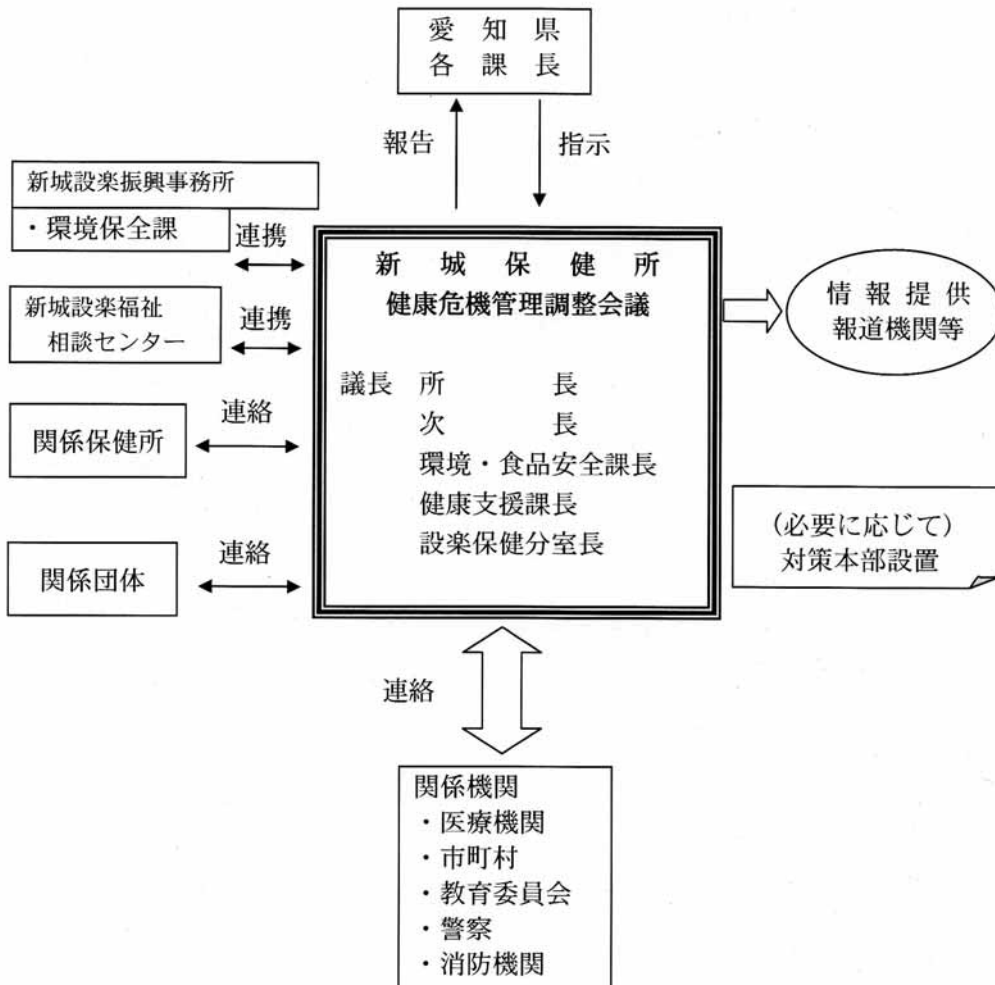 愛知県
各課長
報告
指示
新城設楽振興事務所
・環境保全課
連携
新城設楽福祉
相談センター
連携
関係保健所
連絡
関係団体
連絡
新城保健所
健康危機管理調整会議
議長 所長
次長
環境・食品安全課長
健康支援課長
設楽保健分室長
情報提供
報道機関等
(必要に応じて)
対策本部設置
連絡
関係機関
・医療機関
・市町村
・教育委員会
・警察
・消防機関